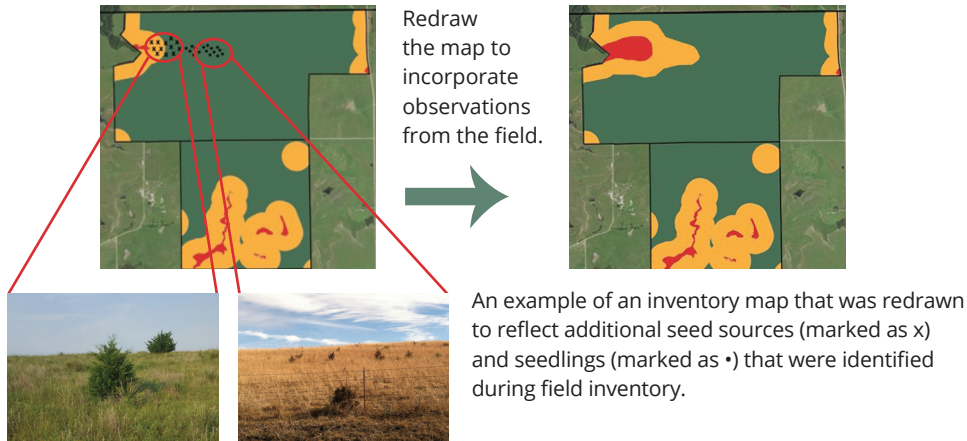 Redraw
the map to
incorporate
observations
from the field.
An example of an inventory map that was redrawn
to reflect additional seed sources (marked as x)
and seedlings (marked as •) that were identified
during field inventory.